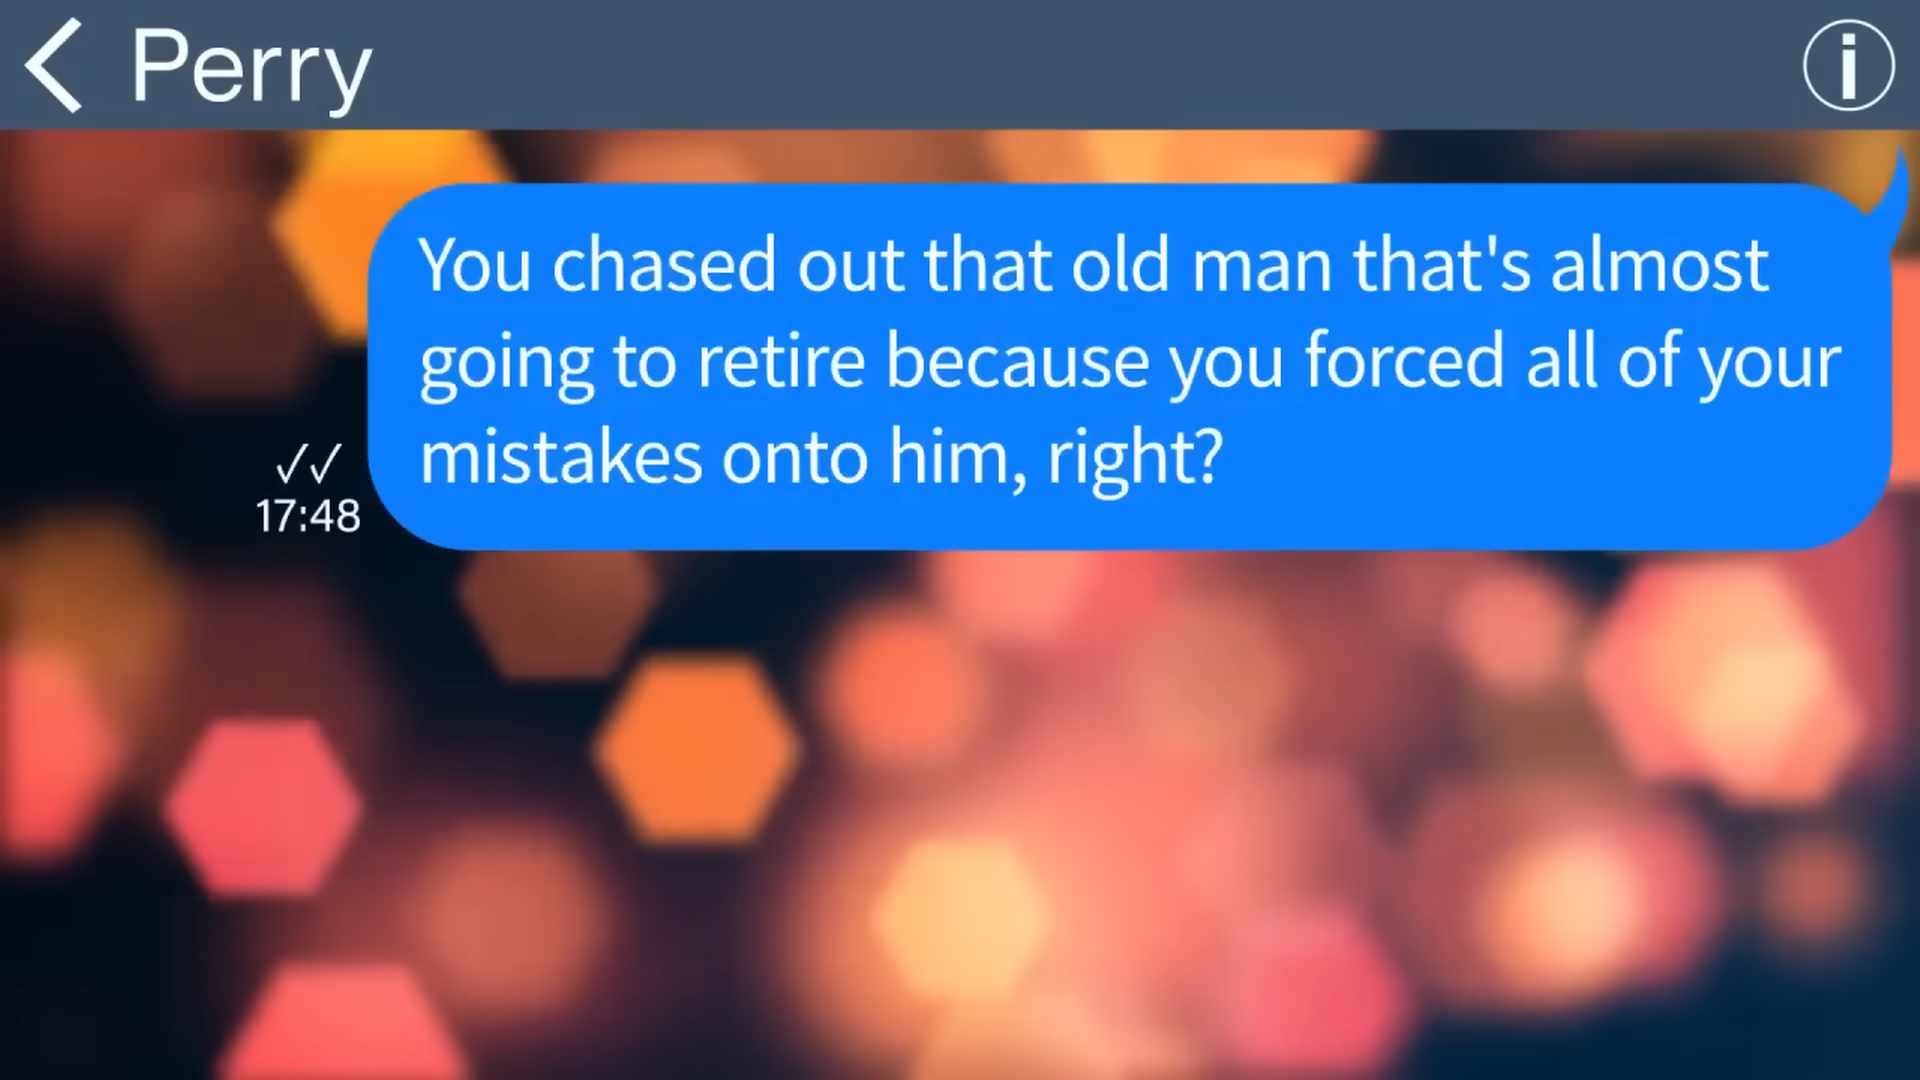 Perry
You chased out that old man that's almost
going to retire because you forced all of your
mistakes onto him, right?
✓✓
17:48